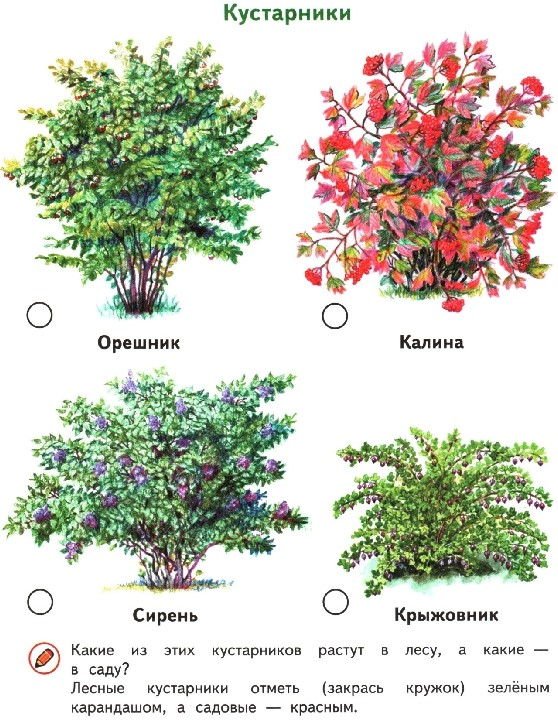 Кустарники
Орешник
Калина
Сирень
Крыжовник
Какие из этих кустарников растут в лесу, а какие —
в саду?
Лесные кустарники отметь (закрась кружок) зелёным
карандашом, а садовые — красным.